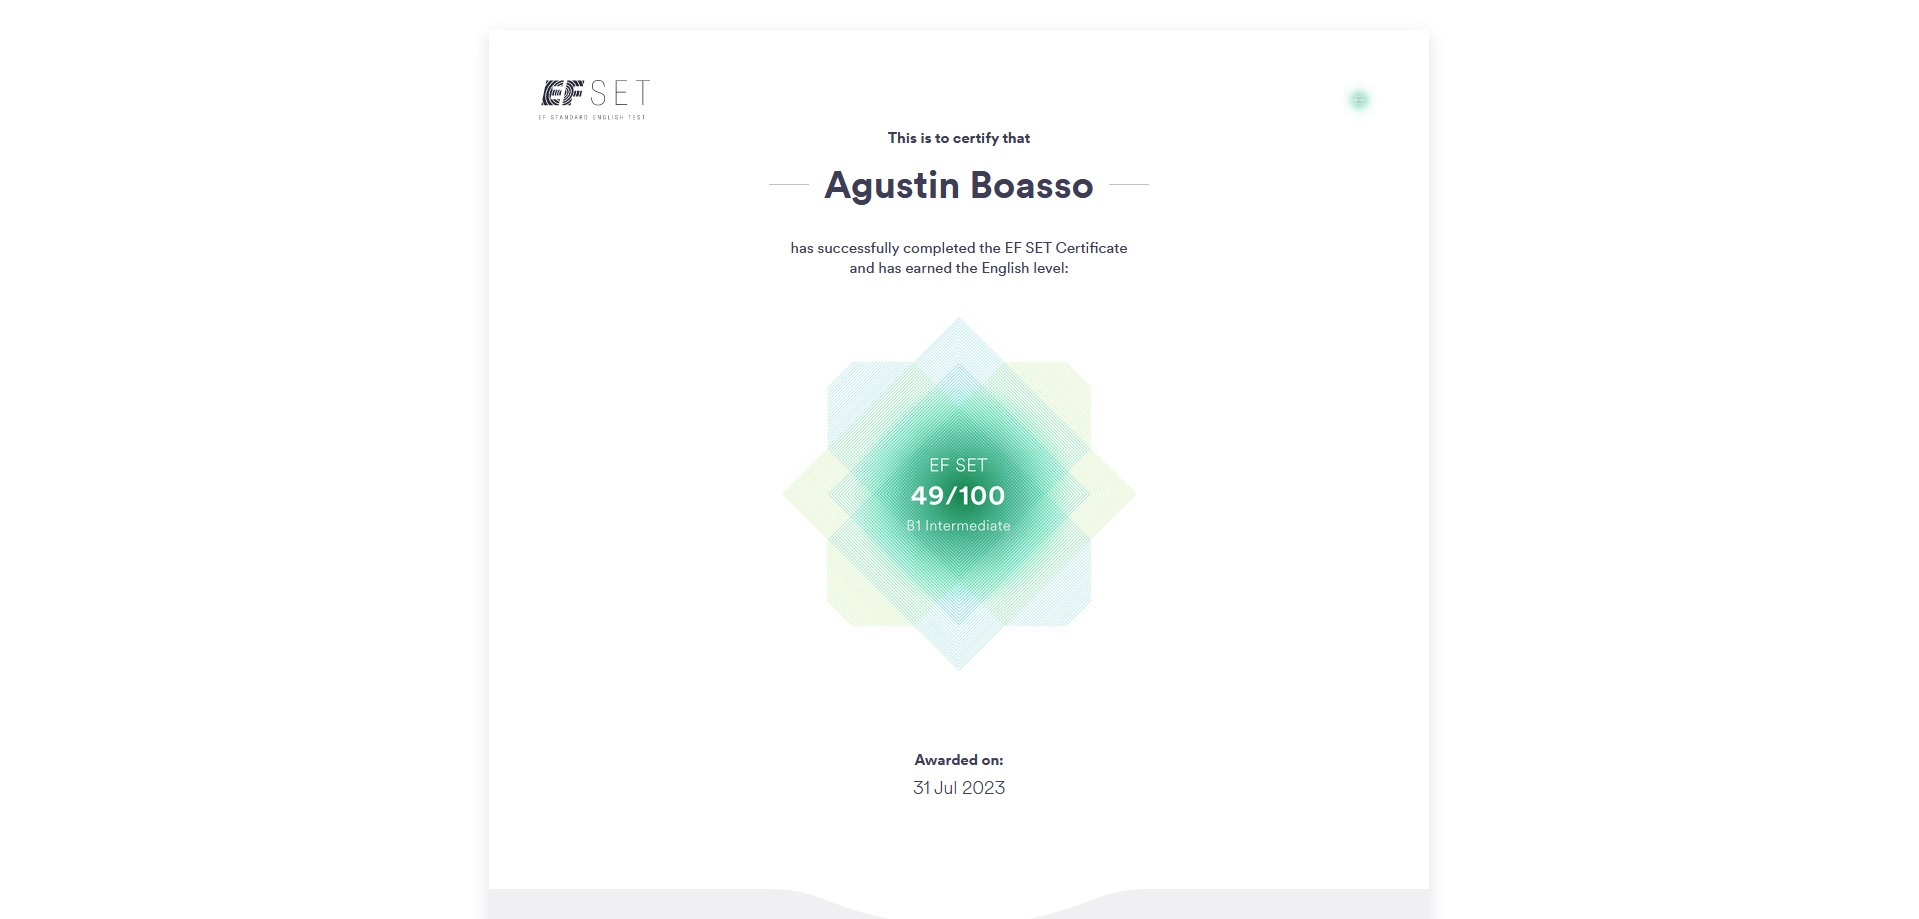 EF SET
EF STANDARD ENGLISH TEST
This is to certify that
Agustin Boasso
has successfully completed the EF SET Certificate
and has earned the English level:
EF SET
49/100
B1 Intermediate
Awarded on:
31 Jul 2023